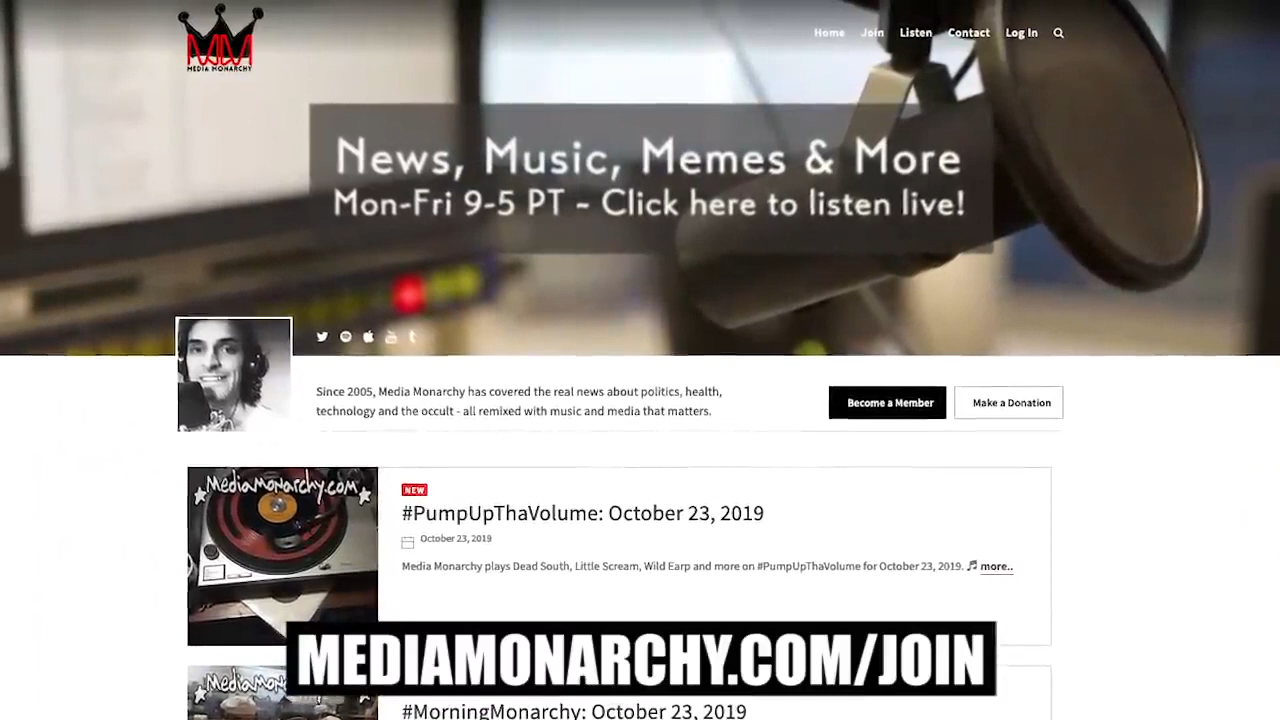 MEDIA MONARCHY
Home Join Listen Contact Log In
News, Music, Memes & More
Mon-Fri 9-5 PT ~ Click here to listen live!
Since 2005, Media Monarchy has covered the real news about politics, health,
technology and the occult - all remixed with music and media that matters.
Become a Member
Make a Donation
Mediamonarchy.com
NEW
#PumpUpThaVolume: October 23, 2019
October 23, 2019
Media Monarchy plays Dead South, Little Scream, Wild Earp and more on #PumpUpThaVolume for October 23, 2019. 🎵 more..
MEDIAMONARCHY.COM/JOIN
#MorningMonarchy: October 23, 2019